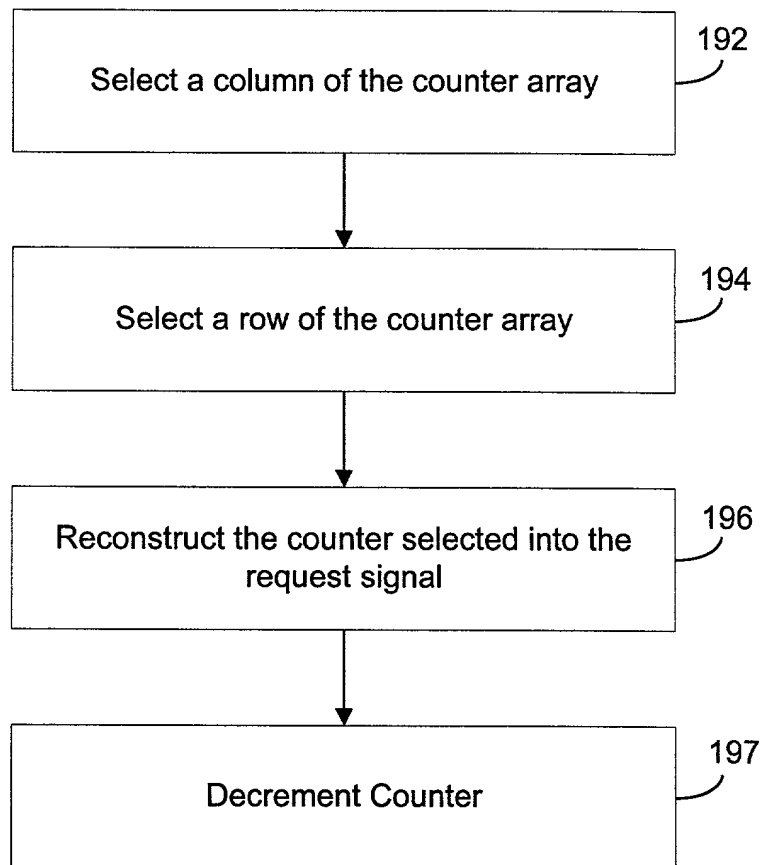 192
Select a column of the counter array
194
Select a row of the counter array
196
Reconstruct the counter selected into the
request signal
197
Decrement Counter